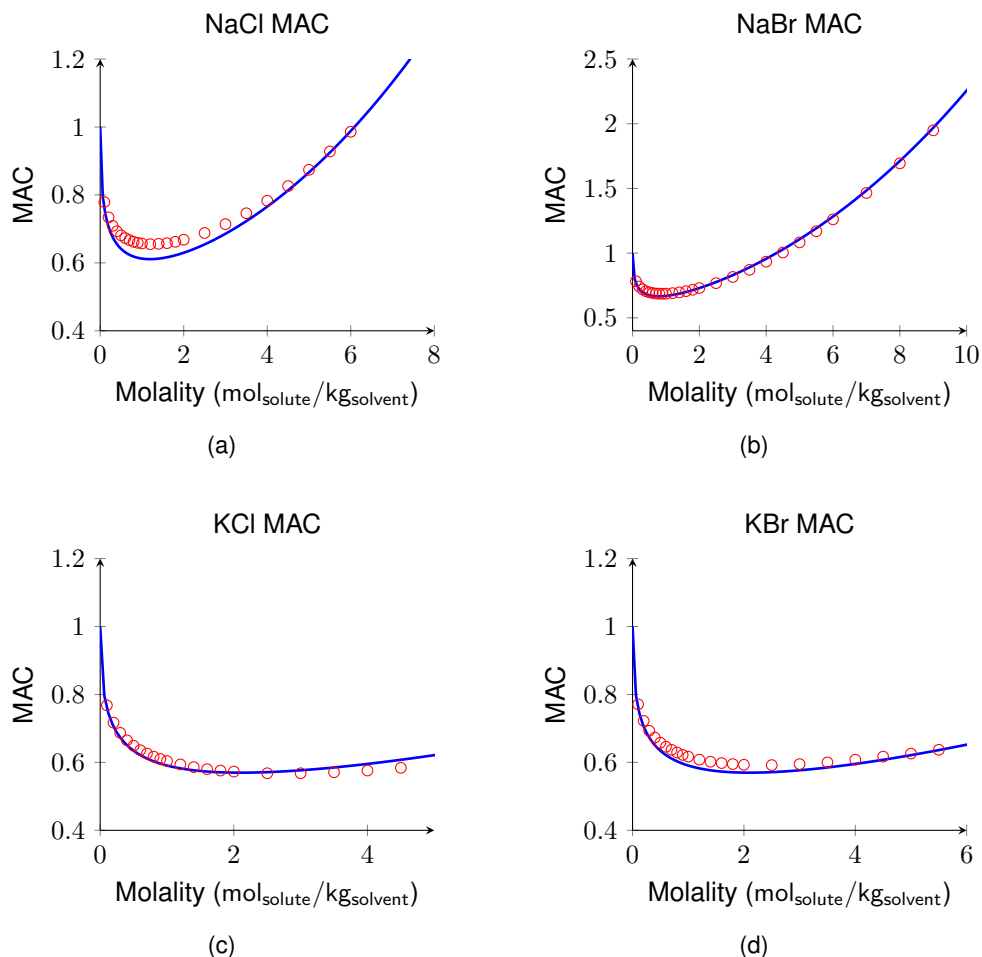 NaCl MAC
1.2
1
0.8
0.6
0.4
MAC
0 2 4 6 8
Molality (mol_solute/kg_solvent)
(a)
NaBr MAC
2.5
2
1.5
1
0.5
MAC
0 2 4 6 8 10
Molality (mol_solute/kg_solvent)
(b)
KCl MAC
1.2
1
0.8
0.6
0.4
MAC
0 2 4
Molality (mol_solute/kg_solvent)
(c)
KBr MAC
1.2
1
0.8
0.6
0.4
MAC
0 2 4 6
Molality (mol_solute/kg_solvent)
(d)